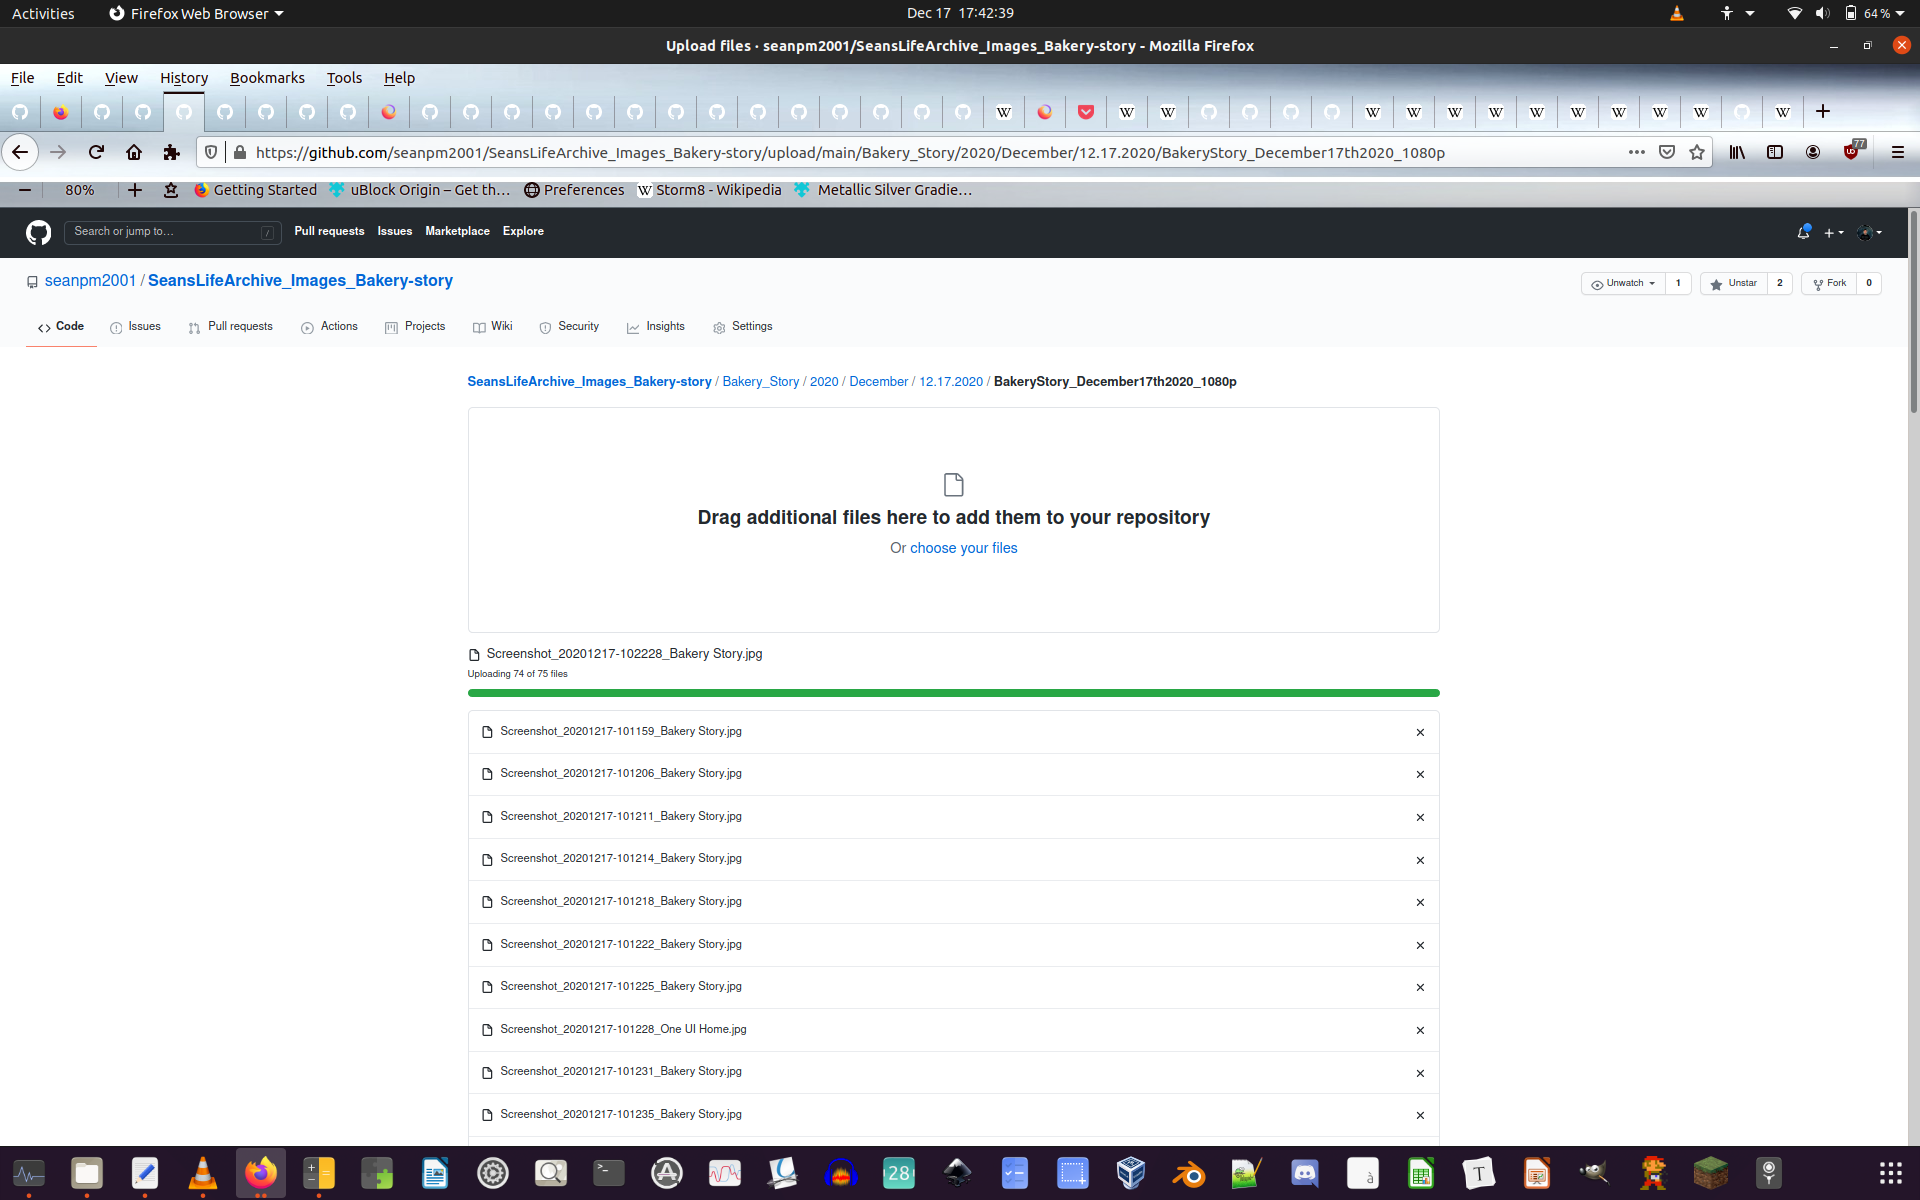 Activities Firefox Web Browser Dec 17 17:42:39 64 %
Upload files · seanpm2001/SeansLifeArchive_Images_Bakery-story - Mozilla Firefox
File Edit View History Bookmarks Tools Help
https://github.com/seanpm2001/SeansLifeArchive_Images_Bakery-story/upload/main/Bakery_Story/2020/December/12.17.2020/BakeryStory_December17th2020_1080p 77
80% Getting Started uBlock Origin – Get th… Preferences W Storm8 - Wikipedia Metallic Silver Gradie…
Search or jump to… / Pull requests Issues Marketplace Explore
seanpm2001 / SeansLifeArchive_Images_Bakery-story Unwatch 1 Unstar 2 Fork 0
Code Issues Pull requests Actions Projects Wiki Security Insights Settings
SeansLifeArchive_Images_Bakery-story / Bakery_Story / 2020 / December / 12.17.2020 / BakeryStory_December17th2020_1080p
Drag additional files here to add them to your repository
Or choose your files
Screenshot_20201217-102228_Bakery Story.jpg
Uploading 74 of 75 files
Screenshot_20201217-101159_Bakery Story.jpg
Screenshot_20201217-101206_Bakery Story.jpg
Screenshot_20201217-101211_Bakery Story.jpg
Screenshot_20201217-101214_Bakery Story.jpg
Screenshot_20201217-101218_Bakery Story.jpg
Screenshot_20201217-101222_Bakery Story.jpg
Screenshot_20201217-101225_Bakery Story.jpg
Screenshot_20201217-101228_One UI Home.jpg
Screenshot_20201217-101231_Bakery Story.jpg
Screenshot_20201217-101235_Bakery Story.jpg
28